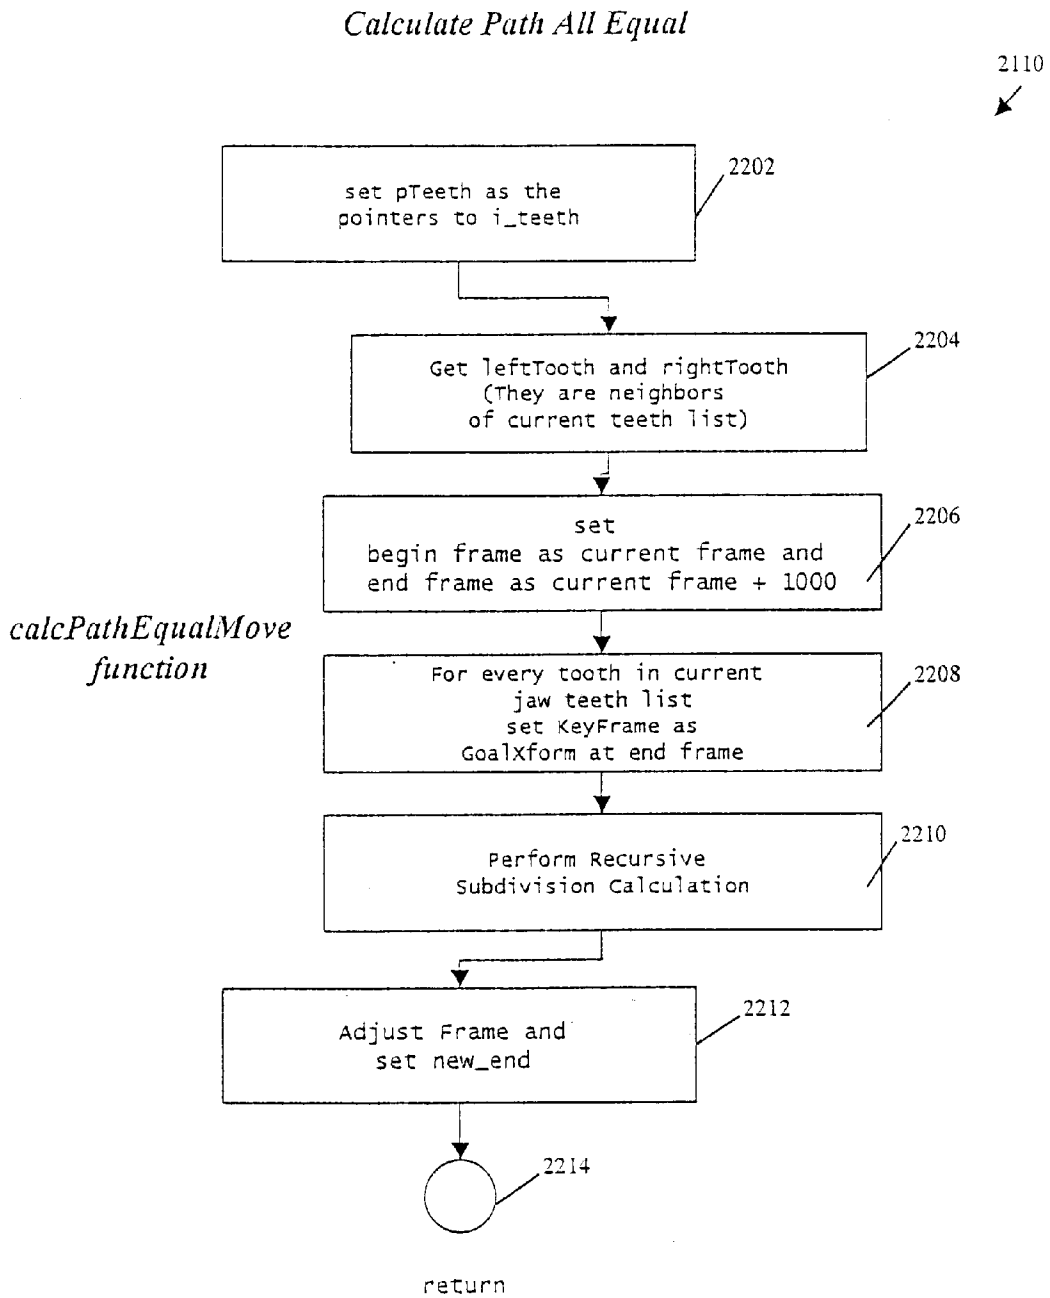 Calculate Path All Equal
2110
2202
set pTeeth as the
pointers to i_teeth
2204
Get leftTooth and rightTooth
(They are neighbors
of current teeth list)
2206
set
begin frame as current frame and
end frame as current frame + 1000
calcPathEqualMove
function
2208
For every tooth in current
jaw teeth list
set KeyFrame as
GoalXform at end frame
2210
Perform Recursive
Subdivision Calculation
2212
Adjust Frame and
set new_end
2214
return